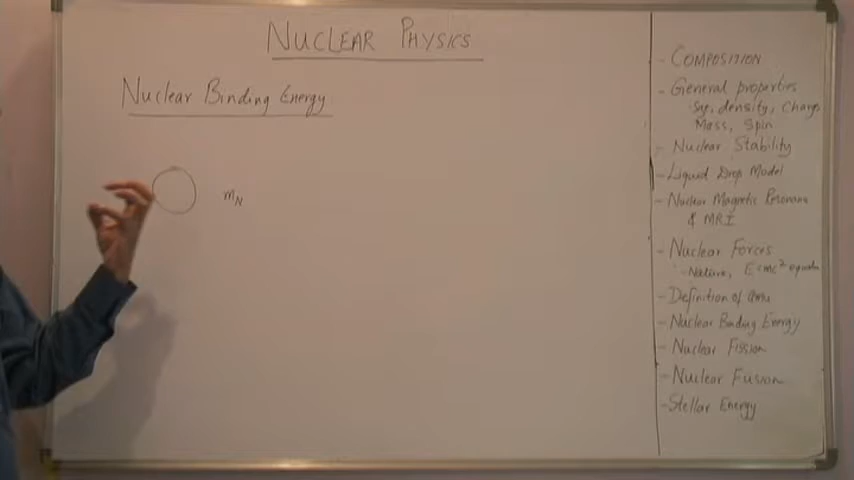 NUCLEAR PHYSICS
Nuclear Binding Energy
mN
- COMPOSITION
- General properties
Size, density, Charge
Mass, Spin
- Nuclear Stability
- Liquid Drop Model
- Nuclear Magnetic Resonance
& MRI
- Nuclear Forces
- Nature, E=mc²
- Definition of amu
- Nuclear Binding Energy
- Nuclear Fission
- Nuclear Fusion
- Stellar Energy